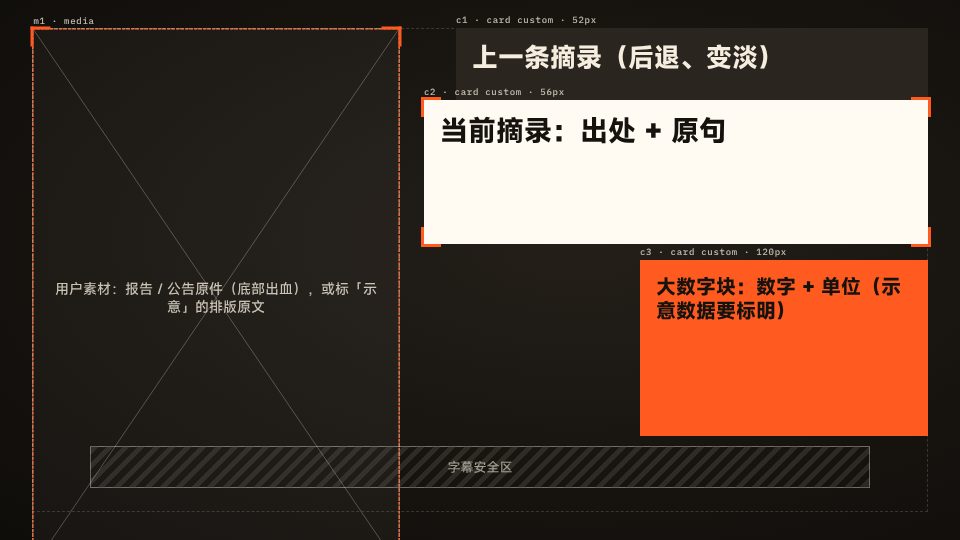 m1 · media
c1 · card custom · 52px
上一条摘录（后退、变淡）
c2 · card custom · 56px
当前摘录：出处 + 原句
c3 · card custom · 120px
大数字块：数字 + 单位（示
意数据要标明）
用户素材：报告 / 公告原件（底部出血），或标「示
意」的排版原文
字幕安全区